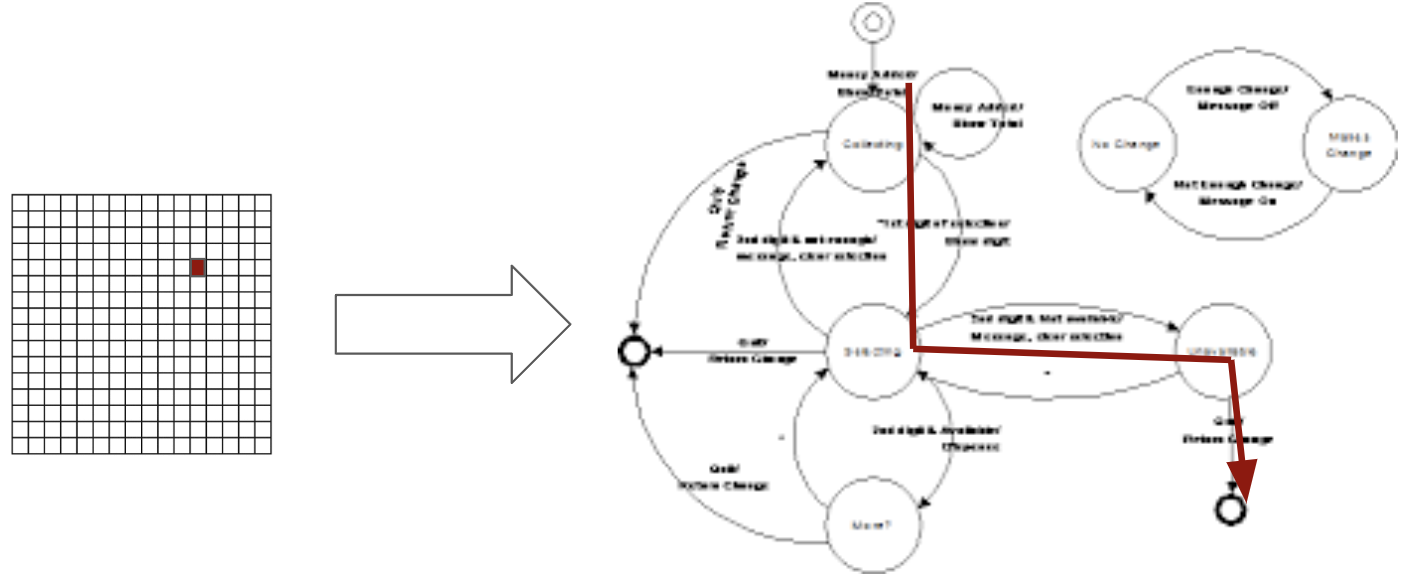 Money Added/
Show Total
Money Added/
Show Total
Collecting
No Change
Enough Change/
Message Off
Makes
Change
Not Enough Change/
Message On
Quit/
Return Change
2nd digit & not enough/
message, clear selection
1st digit of selection/
Show digit
Selecting
2nd digit & Not available/
Message, clear selection
Unavailable
Quit/
Return Change
2nd digit & Available/
Dispense
Quit/
Return Change
Quit/
Return Change
More?